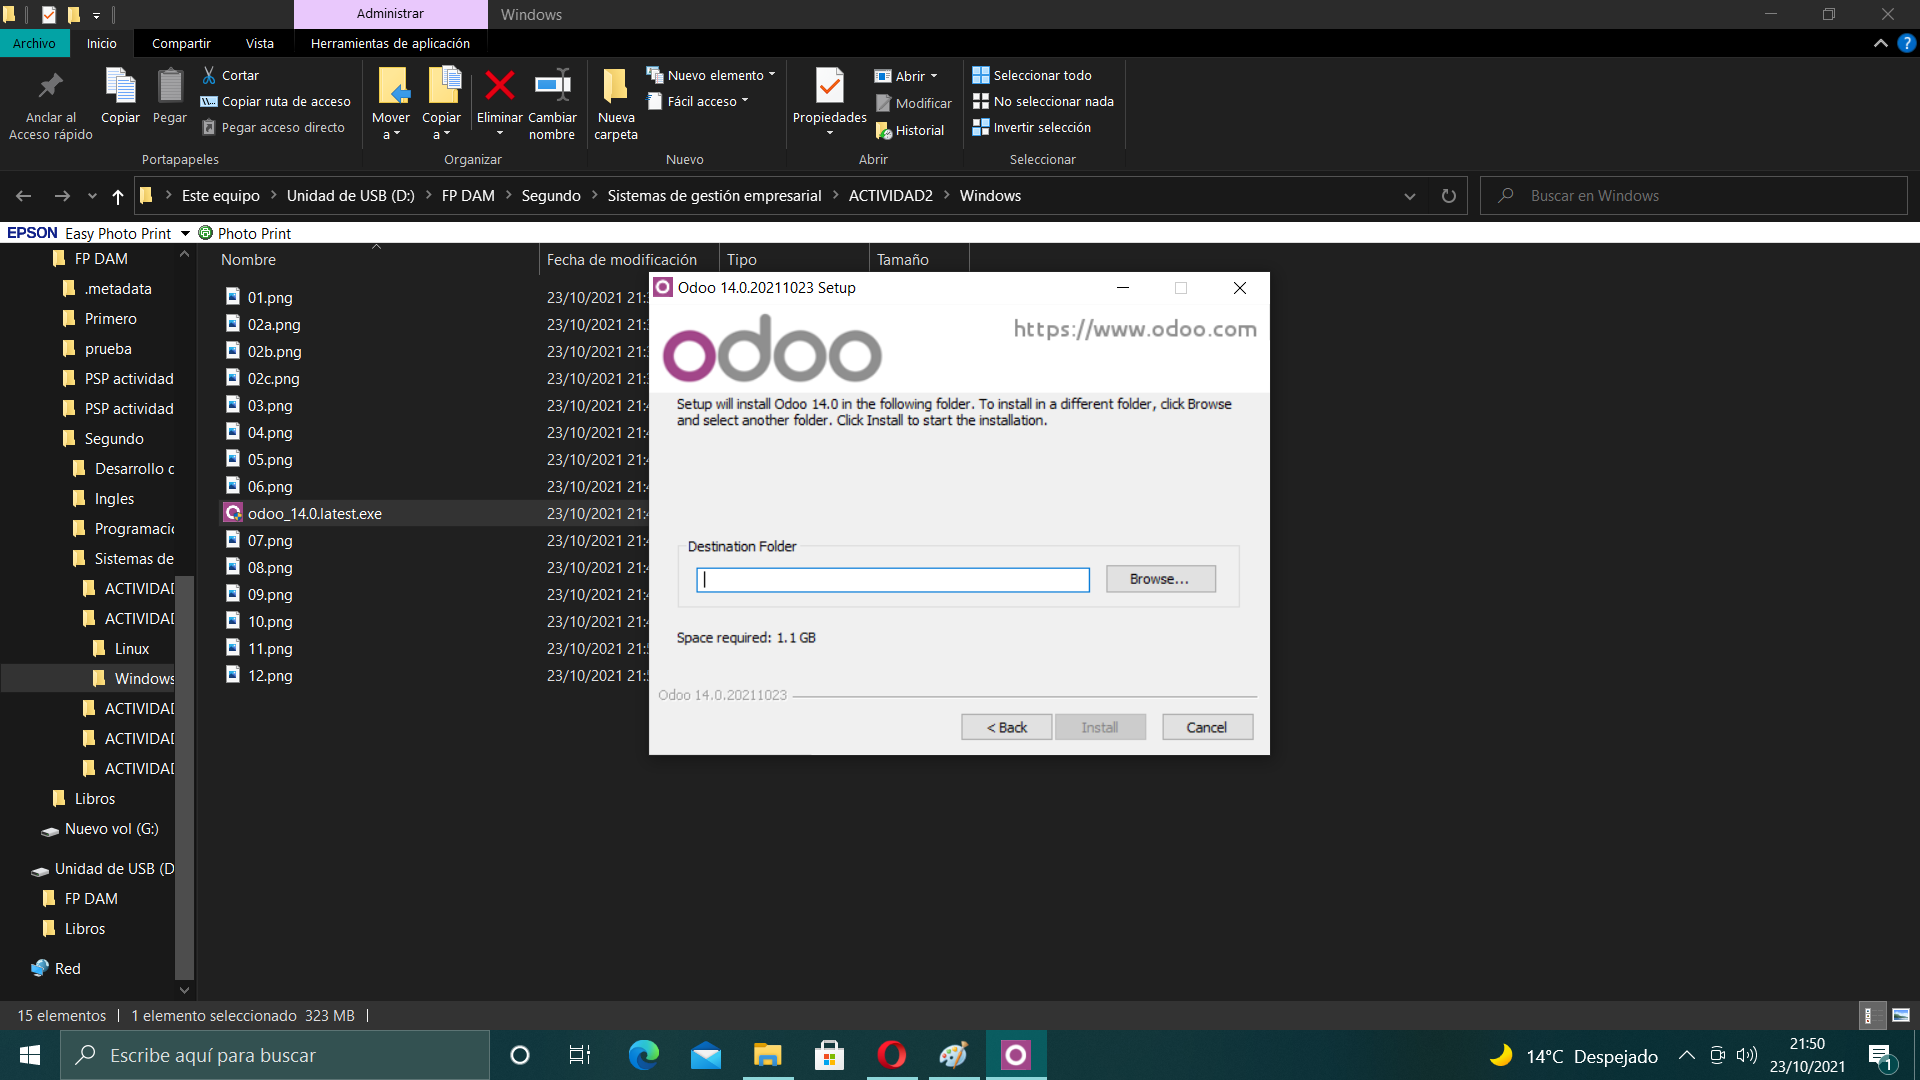 Administrar
Windows
Archivo
Inicio
Compartir
Vista
Herramientas de aplicación
?
Anclar al
Acceso rápido
Copiar
Pegar
Cortar
Copiar ruta de acceso
Pegar acceso directo
Portapapeles
Mover
a
Copiar
a
Eliminar
Cambiar
nombre
Organizar
Nueva
carpeta
Nuevo elemento
Fácil acceso
Nuevo
Propiedades
Abrir
Modificar
Historial
Abrir
Seleccionar todo
No seleccionar nada
Invertir selección
Seleccionar
Este equipo > Unidad de USB (D:) > FP DAM > Segundo > Sistemas de gestión empresarial > ACTIVIDAD2 > Windows
Buscar en Windows
EPSON Easy Photo Print
Photo Print
FP DAM
.metadata
Primero
prueba
PSP actividad
PSP actividad
Segundo
Desarrollo d
Ingles
Programació
Sistemas de
ACTIVIDAD
ACTIVIDAD
Linux
Windows
ACTIVIDAD
ACTIVIDAD
ACTIVIDAD
Libros
Nuevo vol (G:)
Unidad de USB (D
FP DAM
Libros
Red
Nombre Fecha de modificación Tipo Tamaño
01.png 23/10/2021 21:
02a.png 23/10/2021 21:
02b.png 23/10/2021 21:
02c.png 23/10/2021 21:
03.png 23/10/2021 21:
04.png 23/10/2021 21:
05.png 23/10/2021 21:
06.png 23/10/2021 21:
odoo_14.0.latest.exe 23/10/2021 21:
07.png 23/10/2021 21:
08.png 23/10/2021 21:
09.png 23/10/2021 21:
10.png 23/10/2021 21:
11.png 23/10/2021 21:
12.png 23/10/2021 21:
Odoo 14.0.20211023 Setup
odoo
https://www.odoo.com
Setup will install Odoo 14.0 in the following folder. To install in a different folder, click Browse
and select another folder. Click Install to start the installation.
Destination Folder
Browse...
Space required: 1.1 GB
Odoo 14.0.20211023
< Back
Install
Cancel
15 elementos
1 elemento seleccionado 323 MB
Escribe aquí para buscar
14°C Despejado
21:50
23/10/2021
1